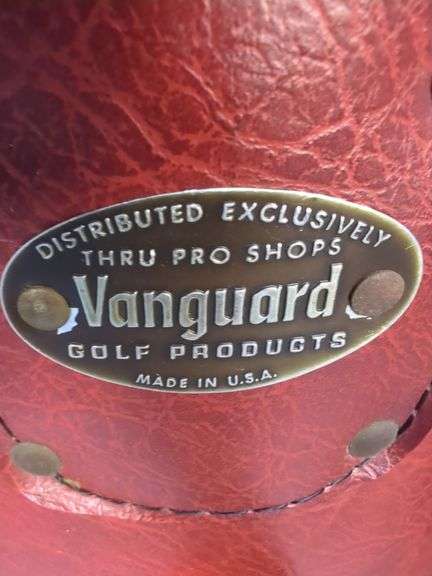 DISTRIBUTED EXCLUSIVELY
THRU PRO SHOPS
Vanguard
GOLF PRODUCTS
MADE IN U.S.A.